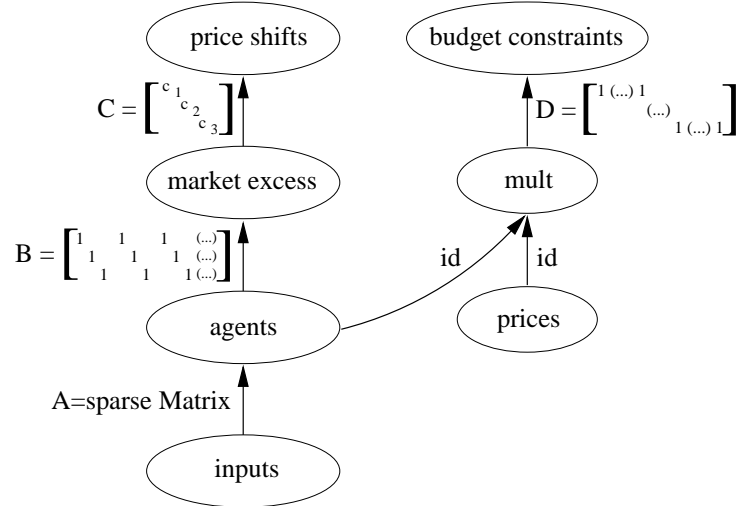 price shifts
budget constraints
C = [ c 1
c 2
c 3 ]
D = [ 1 (...) 1
(...)
1 (...) 1 ]
market excess
mult
B = [ 1 1 1 (...)
1 1 1 (...)
1 1 1 (...) ]
id
id
agents
prices
A=sparse Matrix
inputs